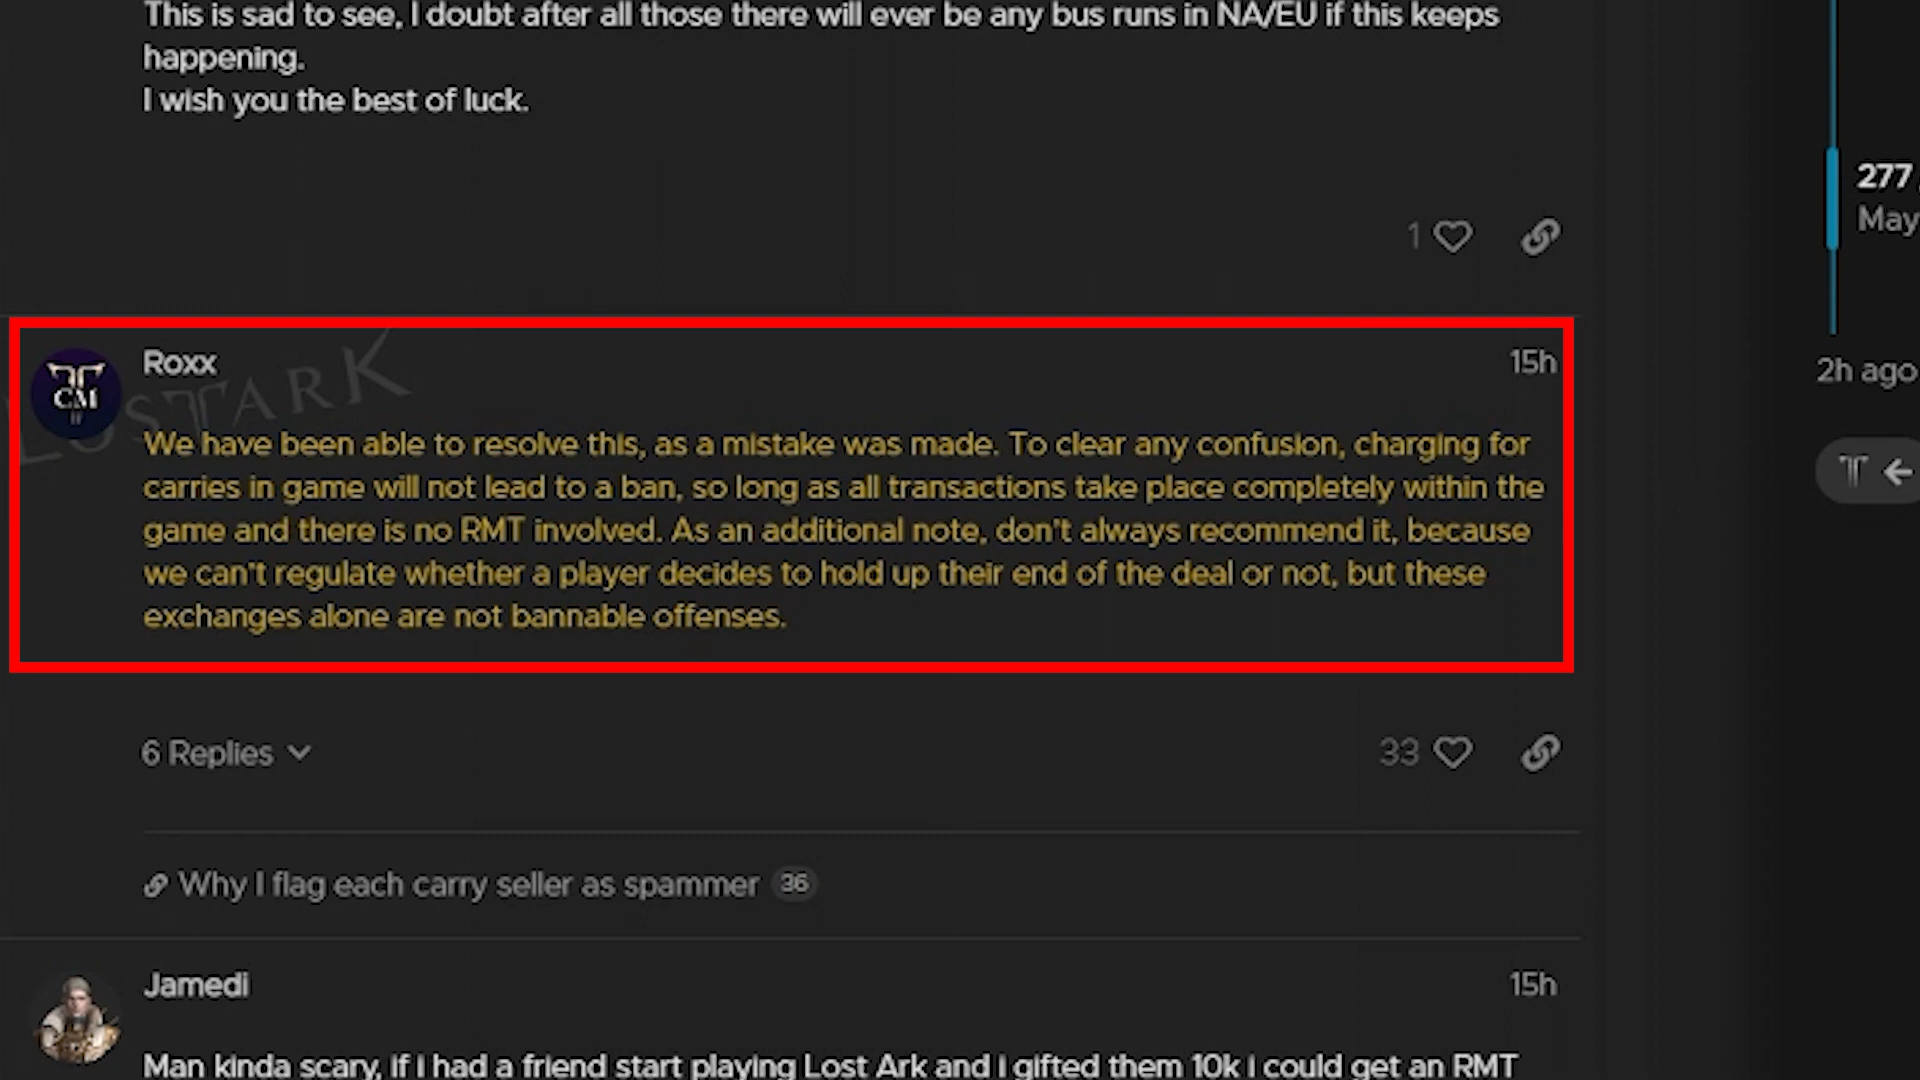 This is sad to see, I doubt after all those there will ever be any bus runs in NA/EU if this keeps
happening.
I wish you the best of luck.
1
277
May
2h ago
LOSTARK
CM
Roxx
15h
We have been able to resolve this, as a mistake was made. To clear any confusion, charging for
carries in game will not lead to a ban, so long as all transactions take place completely within the
game and there is no RMT involved. As an additional note, don't always recommend it, because
we can't regulate whether a player decides to hold up their end of the deal or not, but these
exchanges alone are not bannable offenses.
6 Replies
33
Why I flag each carry seller as spammer 36
Jamedi
15h
Man kinda scary, if i had a friend start playing Lost Ark and i gifted them 10k i could get an RMT